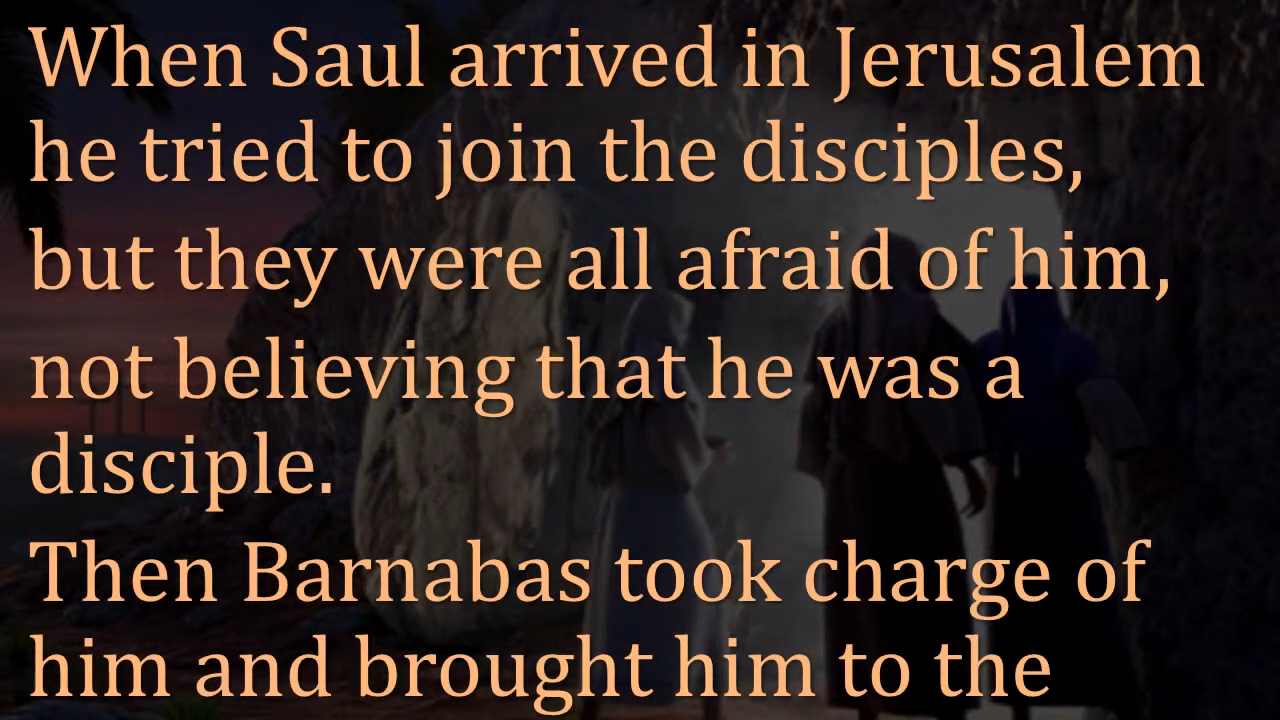 When Saul arrived in Jerusalem
he tried to join the disciples,
but they were all afraid of him,
not believing that he was a
disciple.
Then Barnabas took charge of
him and brought him to the